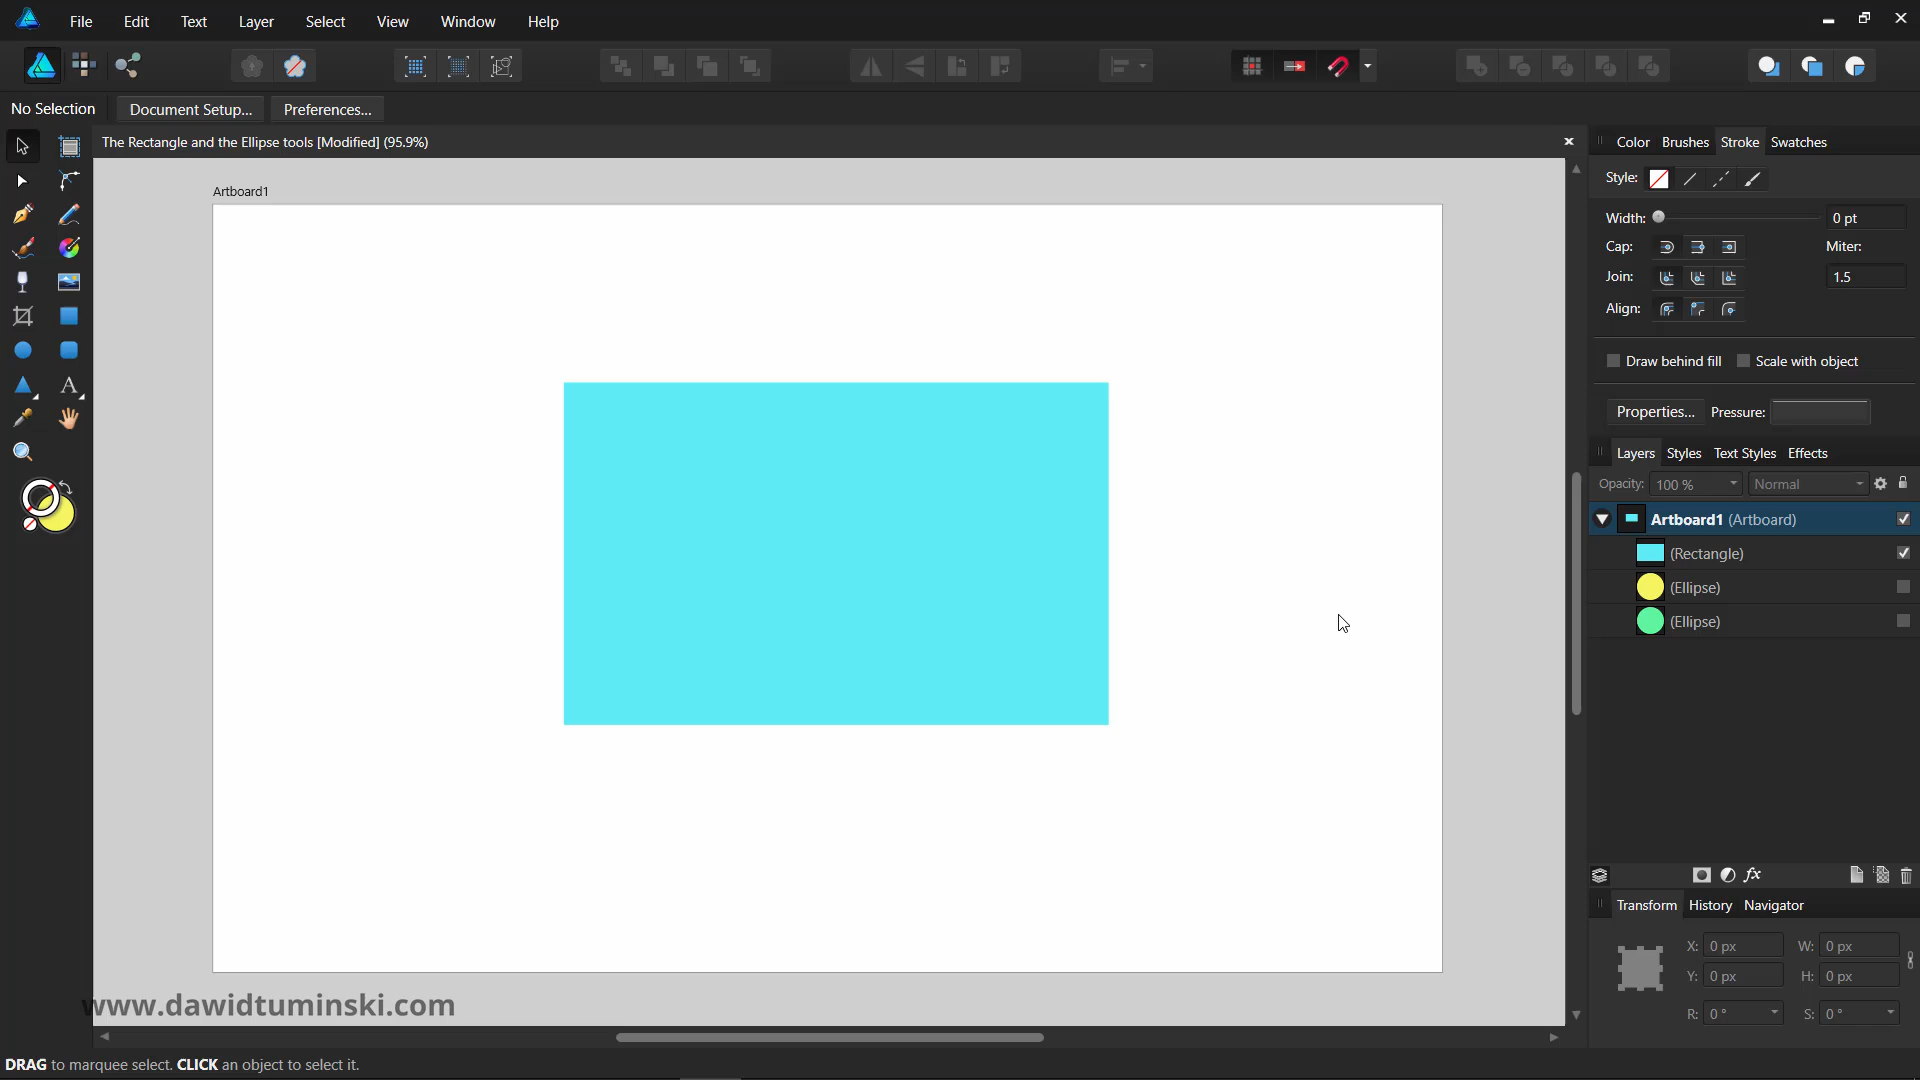 File Edit Text Layer Select View Window Help
No Selection Document Setup... Preferences...
The Rectangle and the Ellipse tools [Modified] (95.9%)
Color Brushes Stroke Swatches
Style:
Artboard1
Width: 0 pt
Cap: Miter:
Join: 1.5
Align:
Draw behind fill Scale with object
Properties... Pressure:
Layers Styles Text Styles Effects
Opacity: 100 % Normal
Artboard1 (Artboard)
(Rectangle)
(Ellipse)
(Ellipse)
fx
Transform History Navigator
X: 0 px W: 0 px
Y: 0 px H: 0 px
R: 0 ° S: 0 °
www.dawidtuminski.com
DRAG to marquee select. CLICK an object to select it.